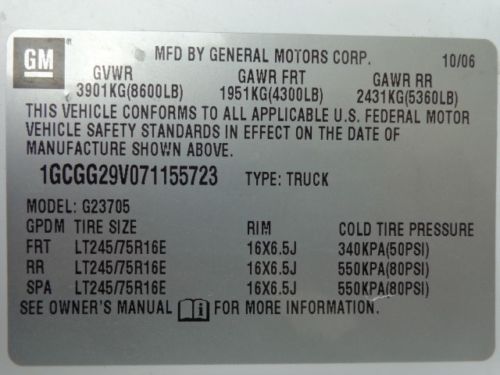 GM
MFD BY GENERAL MOTORS CORP. 10/06
GVWR GAWR FRT GAWR RR
3901KG(8600LB) 1951KG(4300LB) 2431KG(5360LB)
THIS VEHICLE CONFORMS TO ALL APPLICABLE U.S. FEDERAL MOTOR
VEHICLE SAFETY STANDARDS IN EFFECT ON THE DATE OF
MANUFACTURE SHOWN ABOVE.
1GCGG29V071155723 TYPE: TRUCK
MODEL: G23705
GPDM TIRE SIZE RIM COLD TIRE PRESSURE
FRT LT245/75R16E 16X6.5J 340KPA(50PSI)
RR LT245/75R16E 16X6.5J 550KPA(80PSI)
SPA LT245/75R16E 16X6.5J 550KPA(80PSI)
SEE OWNER'S MANUAL i FOR MORE INFORMATION.